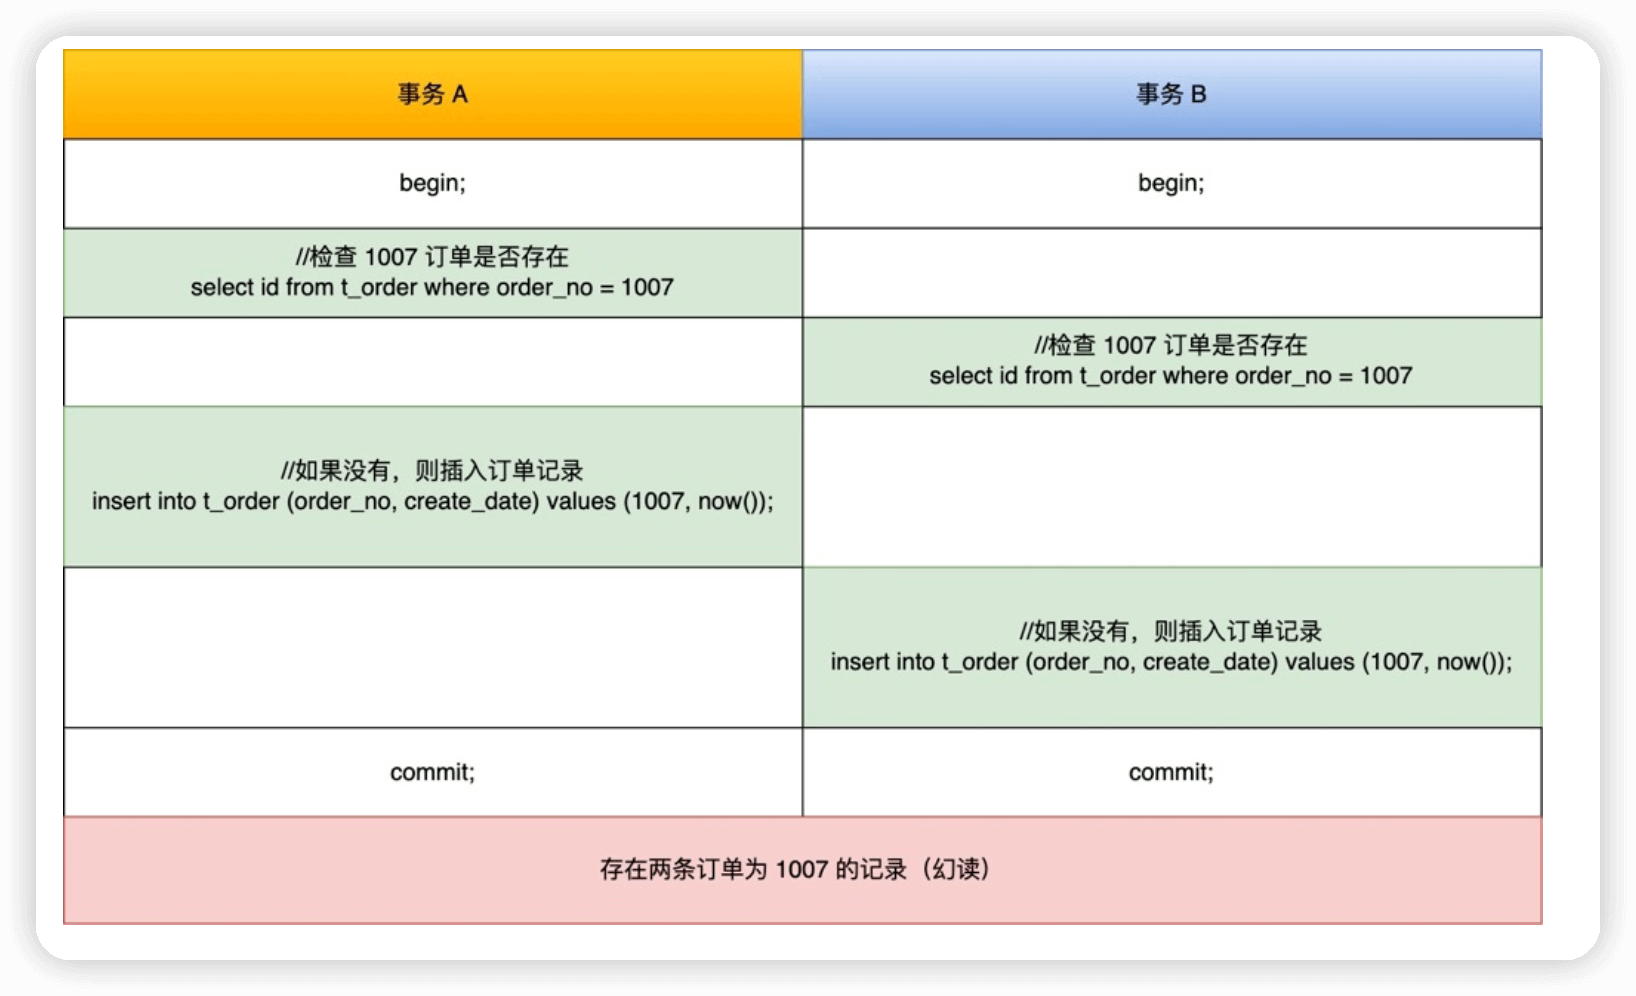 事务 A
事务 B
begin;
begin;
//检查 1007 订单是否存在
select id from t_order where order_no = 1007
//检查 1007 订单是否存在
select id from t_order where order_no = 1007
//如果没有，则插入订单记录
insert into t_order (order_no, create_date) values (1007, now());
//如果没有，则插入订单记录
insert into t_order (order_no, create_date) values (1007, now());
commit;
commit;
存在两条订单为 1007 的记录（幻读）